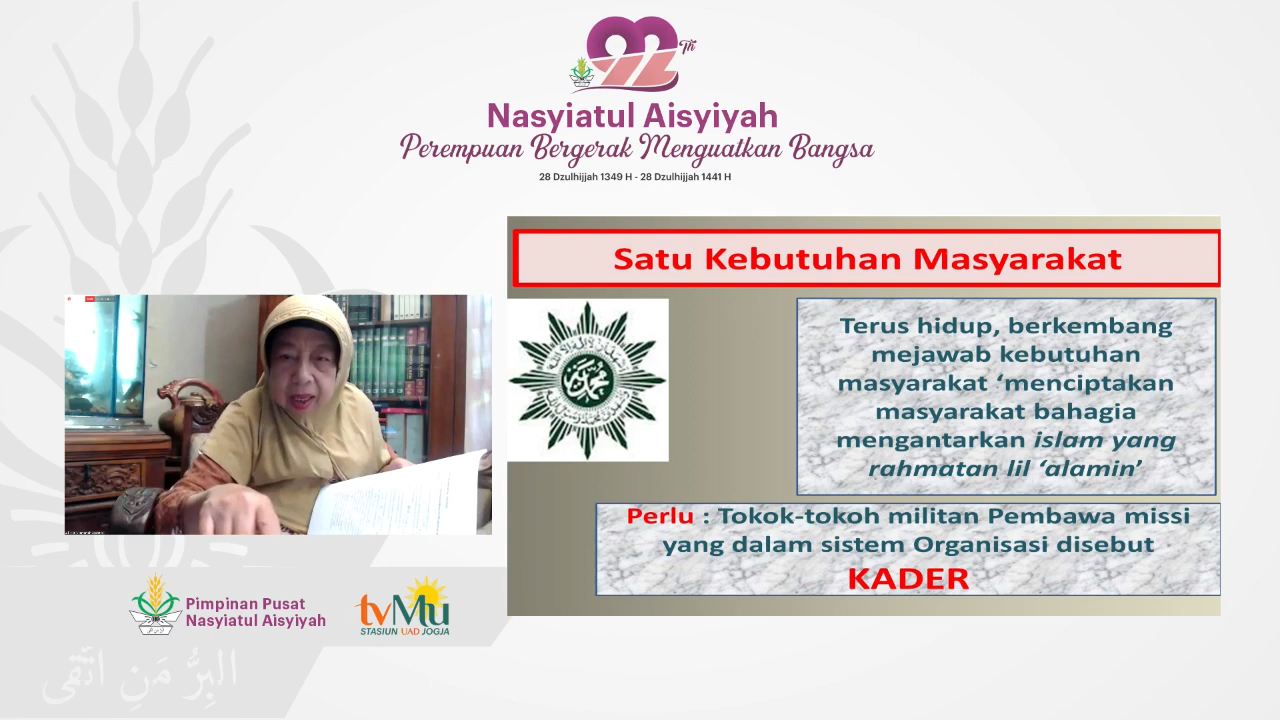 92
Th
Nasyiatul Aisyiyah
Perempuan Bergerak Menguatkan Bangsa
28 Dzulhijjah 1349 H - 28 Dzulhijjah 1441 H
Satu Kebutuhan Masyarakat
Terus hidup, berkembang
mejawab kebutuhan
masyarakat ‘menciptakan
masyarakat bahagia
mengantarkan islam yang
rahmatan lil ‘alamin’
Perlu : Tokok-tokoh militan Pembawa missi
yang dalam sistem Organisasi disebut
KADER
Pimpinan Pusat
Nasyiatul Aisyiyah
tvMu
STASIUN UAD JOGJA
البِرُّ مَنِ اتَّقَى